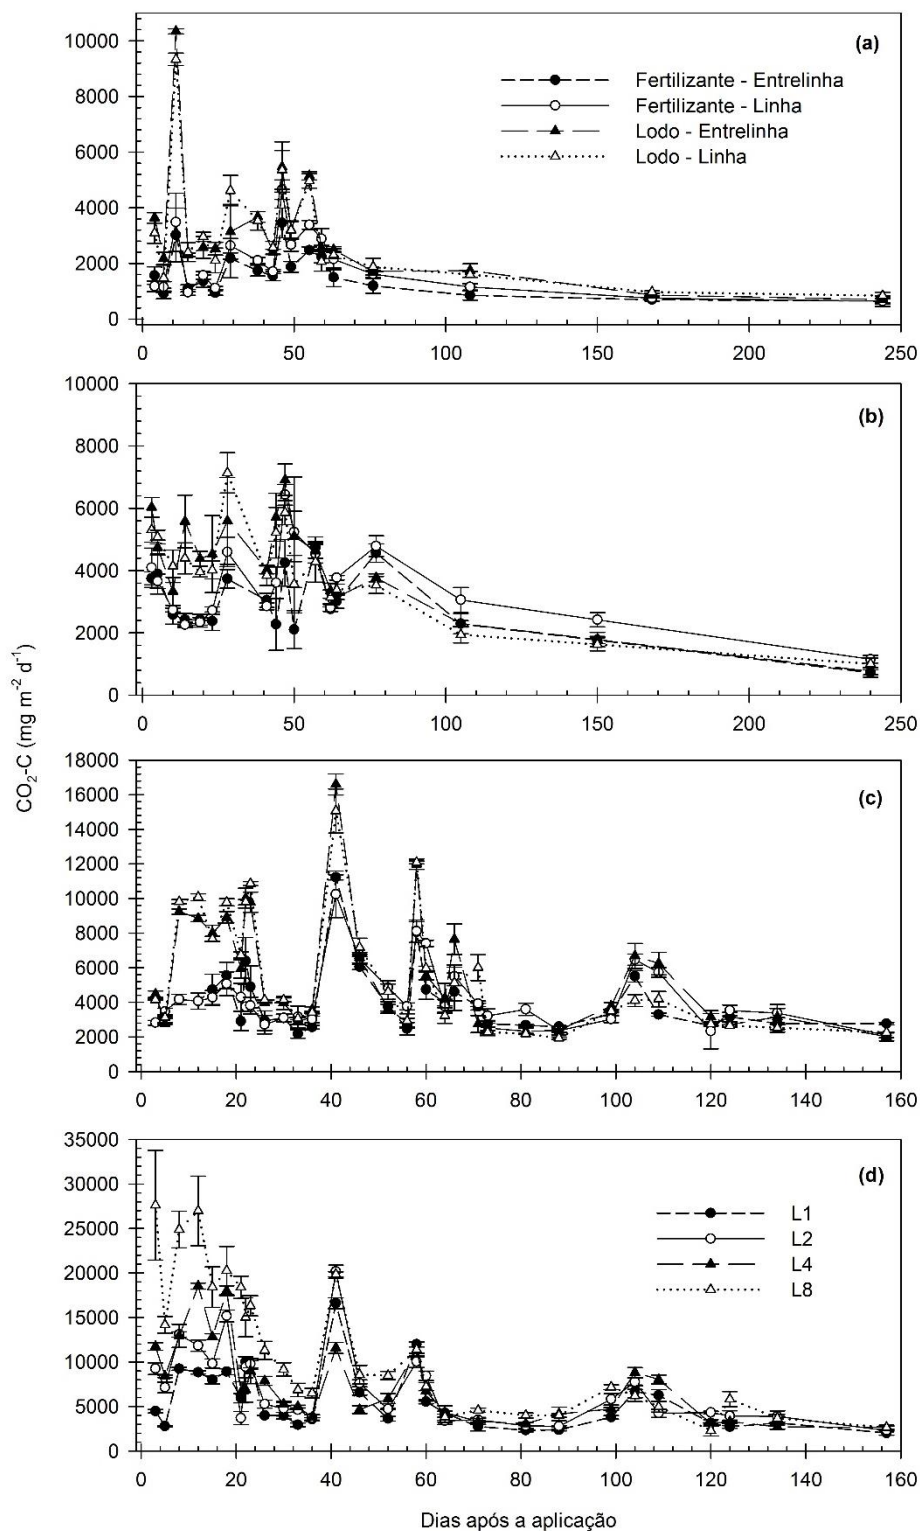 10000
(a)
Fertilizante - Entrelinha
8000
Fertilizante - Linha
Lodo - Entrelinha
6000
Lodo - Linha
4000
2000
0
0 50 100 150 200 250
10000
(b)
8000
6000
4000
2000
0
0 50 100 150 200 250
CO₂-C (mg m⁻² d⁻¹)
18000
16000
(c)
14000
12000
10000
8000
6000
4000
2000
0
0 20 40 60 80 100 120 140 160
35000
(d)
30000
L1
25000
L2
L4
20000
L8
15000
10000
5000
0
0 20 40 60 80 100 120 140 160
Dias após a aplicação